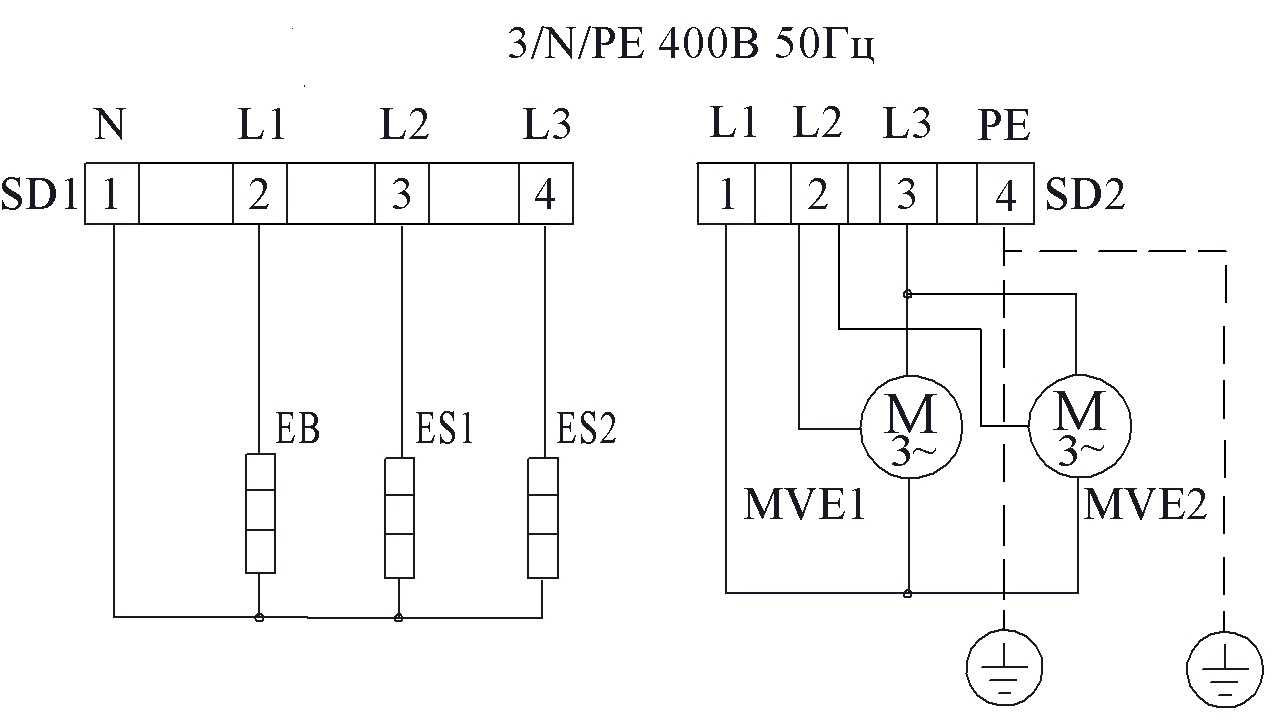 3/N/PE 400В 50Гц
N L1 L2 L3 L1 L2 L3 PE
SD1 1 2 3 4 1 2 3 4 SD2
EB ES1 ES2 M 3~ M 3~
MVE1 MVE2